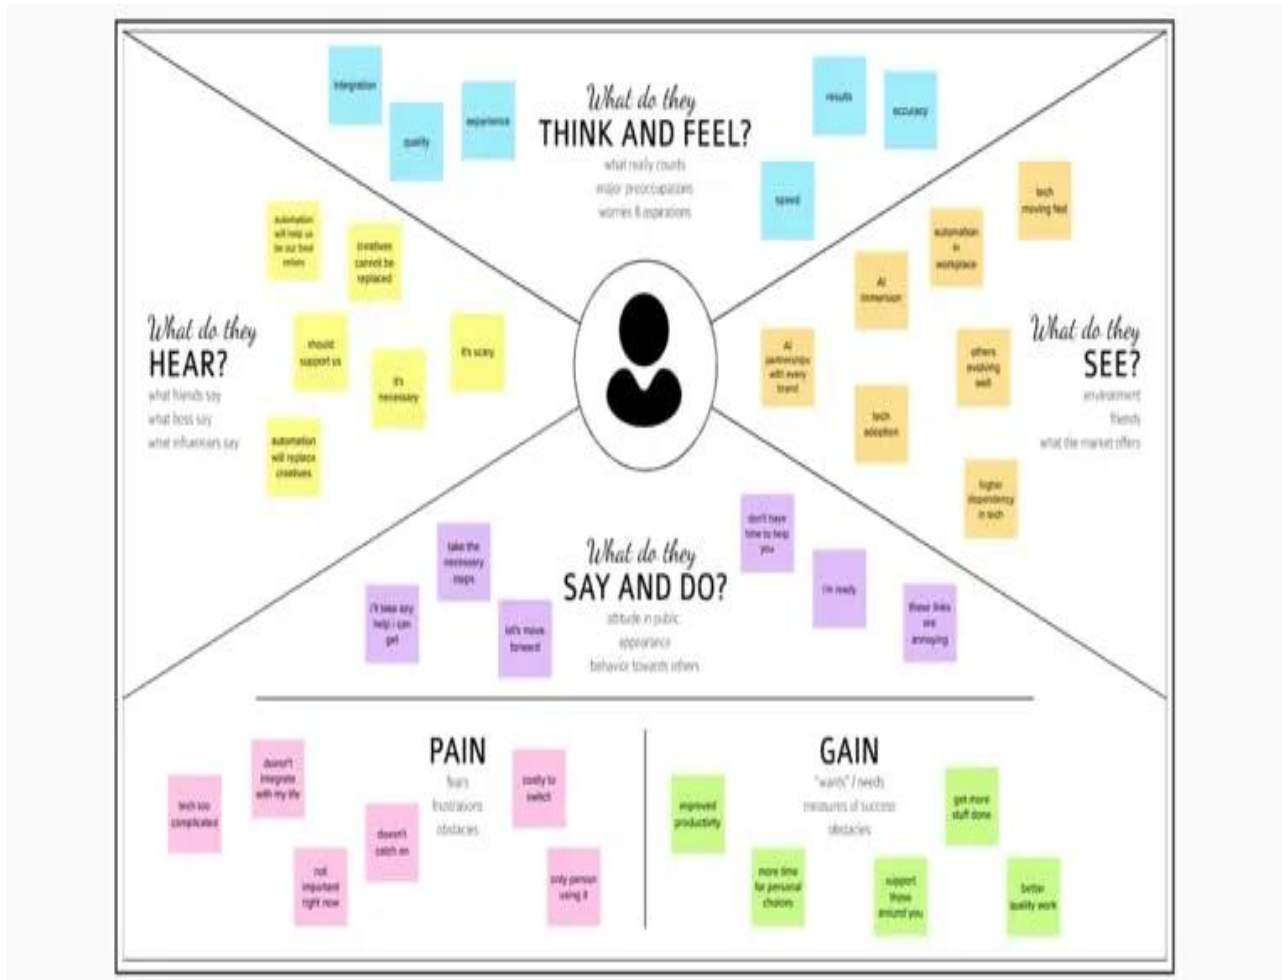 integration
quality
experience
What do they
THINK AND FEEL?
what really counts
major preoccupations
worries & aspirations
results
accuracy
speed
What do they
HEAR?
what friends say
what boss say
what influencers say
automation
will help us
be our best
selves
creatives
cannot be
replaced
should
support us
it's
necessary
it's scary
automation
will replace
creatives
What do they
SEE?
environment
friends
what the market offers
tech
moving fast
automation
in
workplace
AI
immersion
AI
partnerships
with every
brand
others
evolving
well
tech
adoption
higher
dependency
in tech
What do they
SAY AND DO?
attitude in public
appearance
behavior towards others
take the
necessary
steps
i'll take any
help i can
get
let's move
forward
don't have
time to help
you
i'm ready
these links
are
annoying
PAIN
fears
frustrations
obstacles
tech too
complicated
doesn't
integrate
with my life
not
important
right now
doesn't
catch on
costly to
switch
only person
using it
GAIN
"wants" / needs
measures of success
obstacles
improved
productivity
more time
for personal
choices
support
those
around you
get more
stuff done
better
quality work